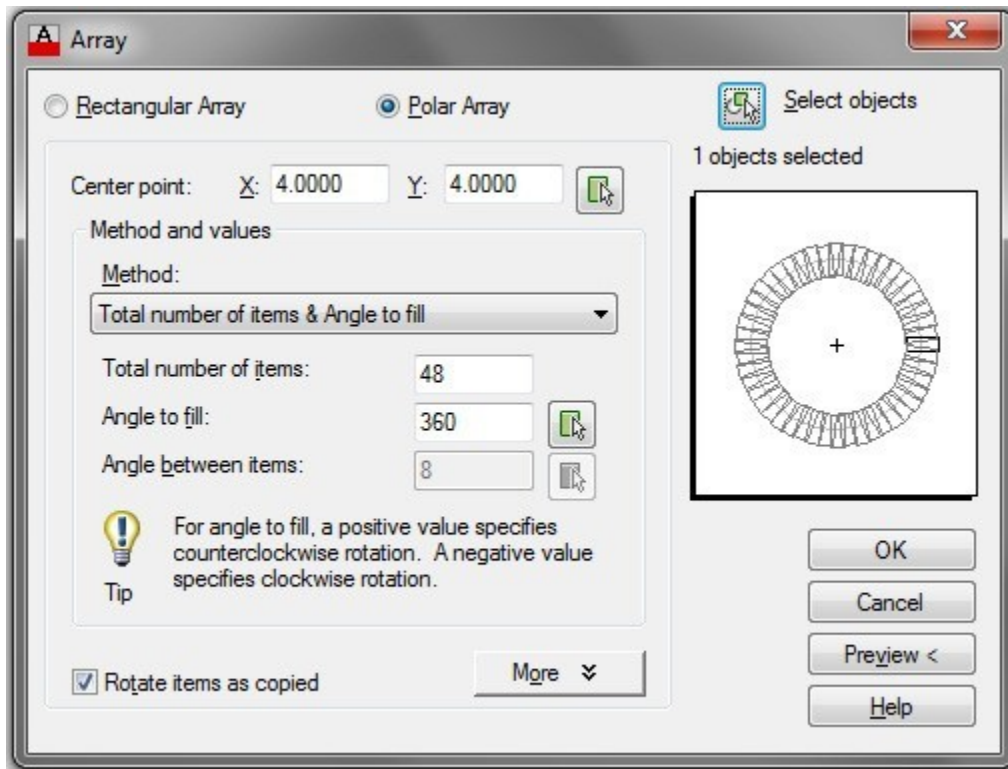 A Array
X
Rectangular Array
Polar Array
Select objects
1 objects selected
Center point: X: 4.0000 Y: 4.0000
Method and values
Method:
Total number of items & Angle to fill
Total number of items: 48
Angle to fill: 360
Angle between items: 8
For angle to fill, a positive value specifies
counterclockwise rotation. A negative value
specifies clockwise rotation.
Tip
Rotate items as copied
More
OK
Cancel
Preview <
Help